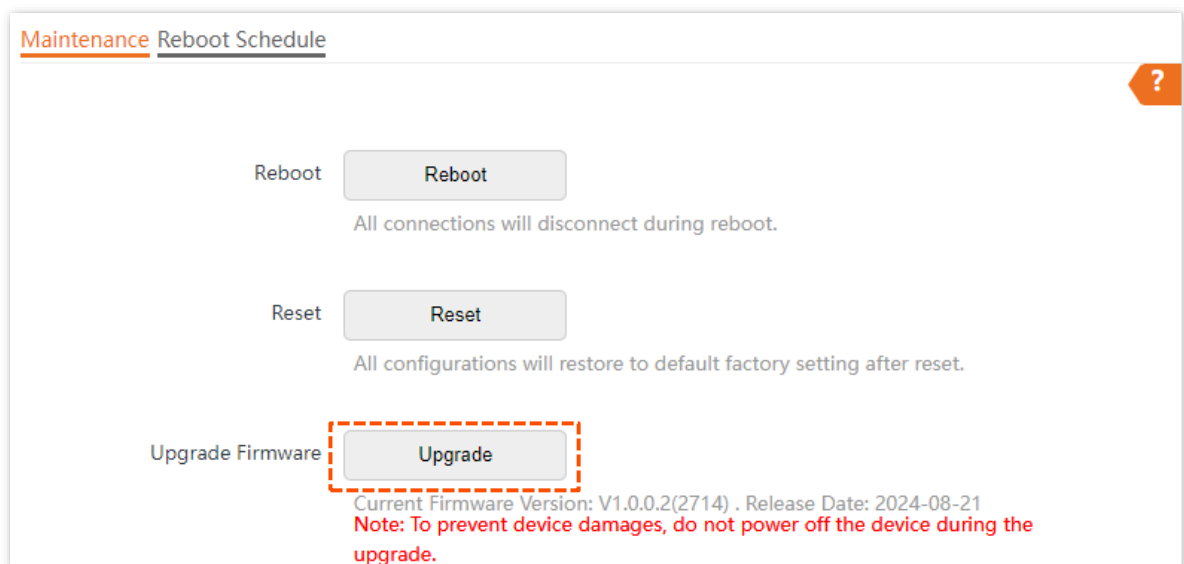 Maintenance Reboot Schedule
?
Reboot Reboot
All connections will disconnect during reboot.
Reset Reset
All configurations will restore to default factory setting after reset.
Upgrade Firmware Upgrade
Current Firmware Version: V1.0.0.2(2714) . Release Date: 2024-08-21
Note: To prevent device damages, do not power off the device during the
upgrade.